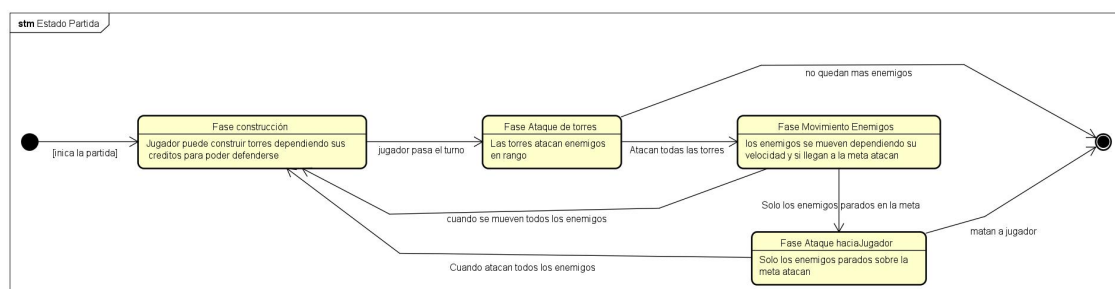 stm Estado Partida
no quedan mas enemigos
Fase construcción
Jugador puede construir torres dependiendo sus
creditos para poder defenderse
Fase Ataque de torres
Las torres atacan enemigos
en rango
Fase Movimiento Enemigos
los enemigos se mueven dependiendo su
velocidad y si llegan a la meta atacan
[inica la partida]
jugador pasa el turno
Atacan todas las torres
Solo los enemigos parados en la meta
cuando se mueven todos los enemigos
matan a jugador
Fase Ataque haciaJugador
Solo los enemigos parados sobre la
meta atacan
Cuando atacan todos los enemigos